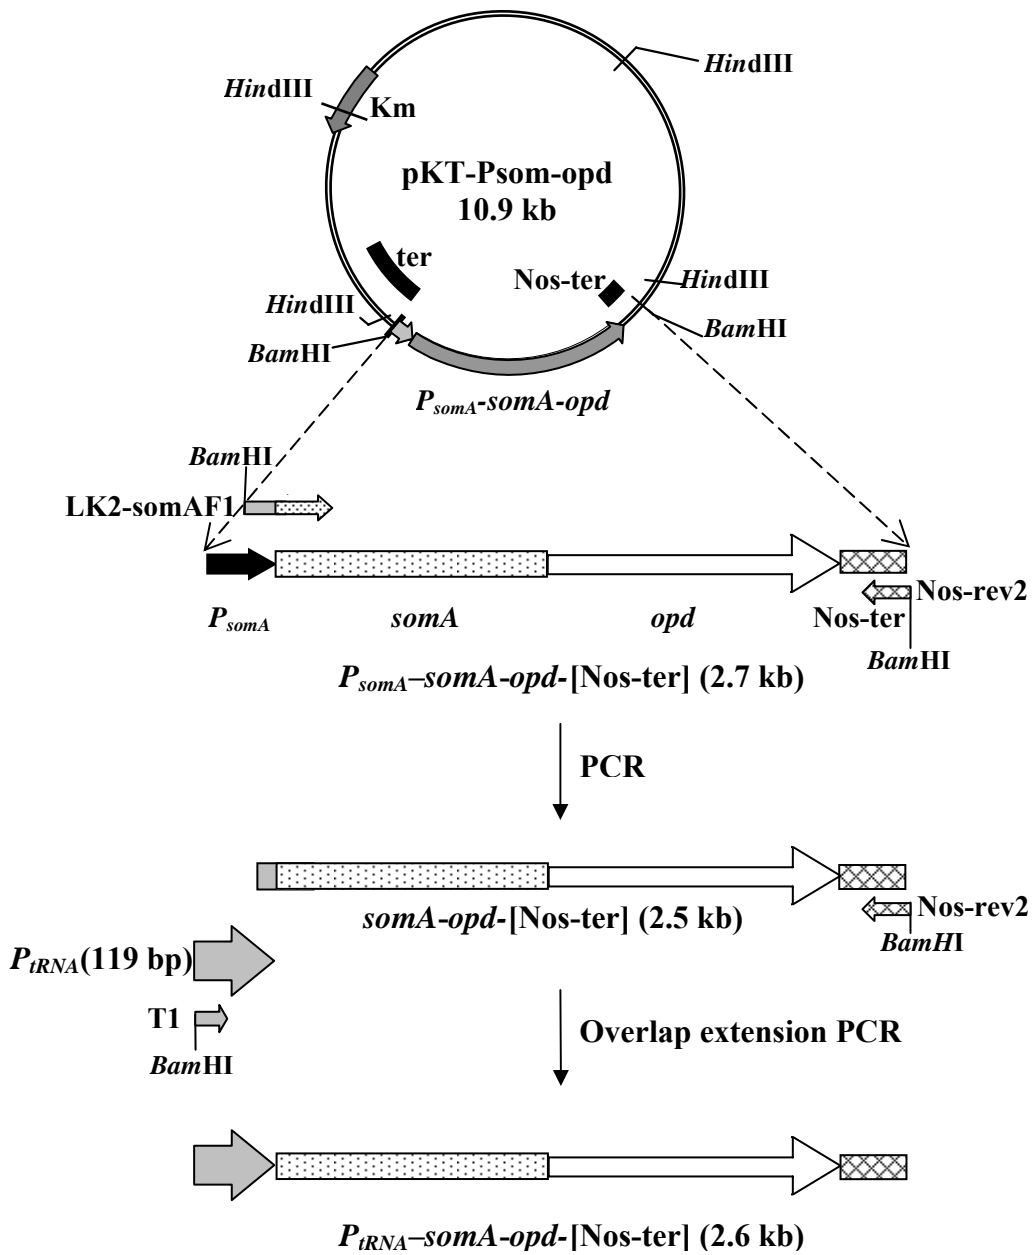 HindIII
HindIII
Km
pKT-Psom-opd
10.9 kb
ter
Nos-ter
HindIII
HindIII
BamHI
BamHI
PsomA-somA-opd
BamHI
LK2-somAF1
Nos-rev2
PsomA
somA
opd
Nos-ter
BamHI
PsomA–somA-opd-[Nos-ter] (2.7 kb)
PCR
somA-opd-[Nos-ter] (2.5 kb)
Nos-rev2
BamHI
PtRNA(119 bp)
T1
BamHI
Overlap extension PCR
PtRNA–somA-opd-[Nos-ter] (2.6 kb)